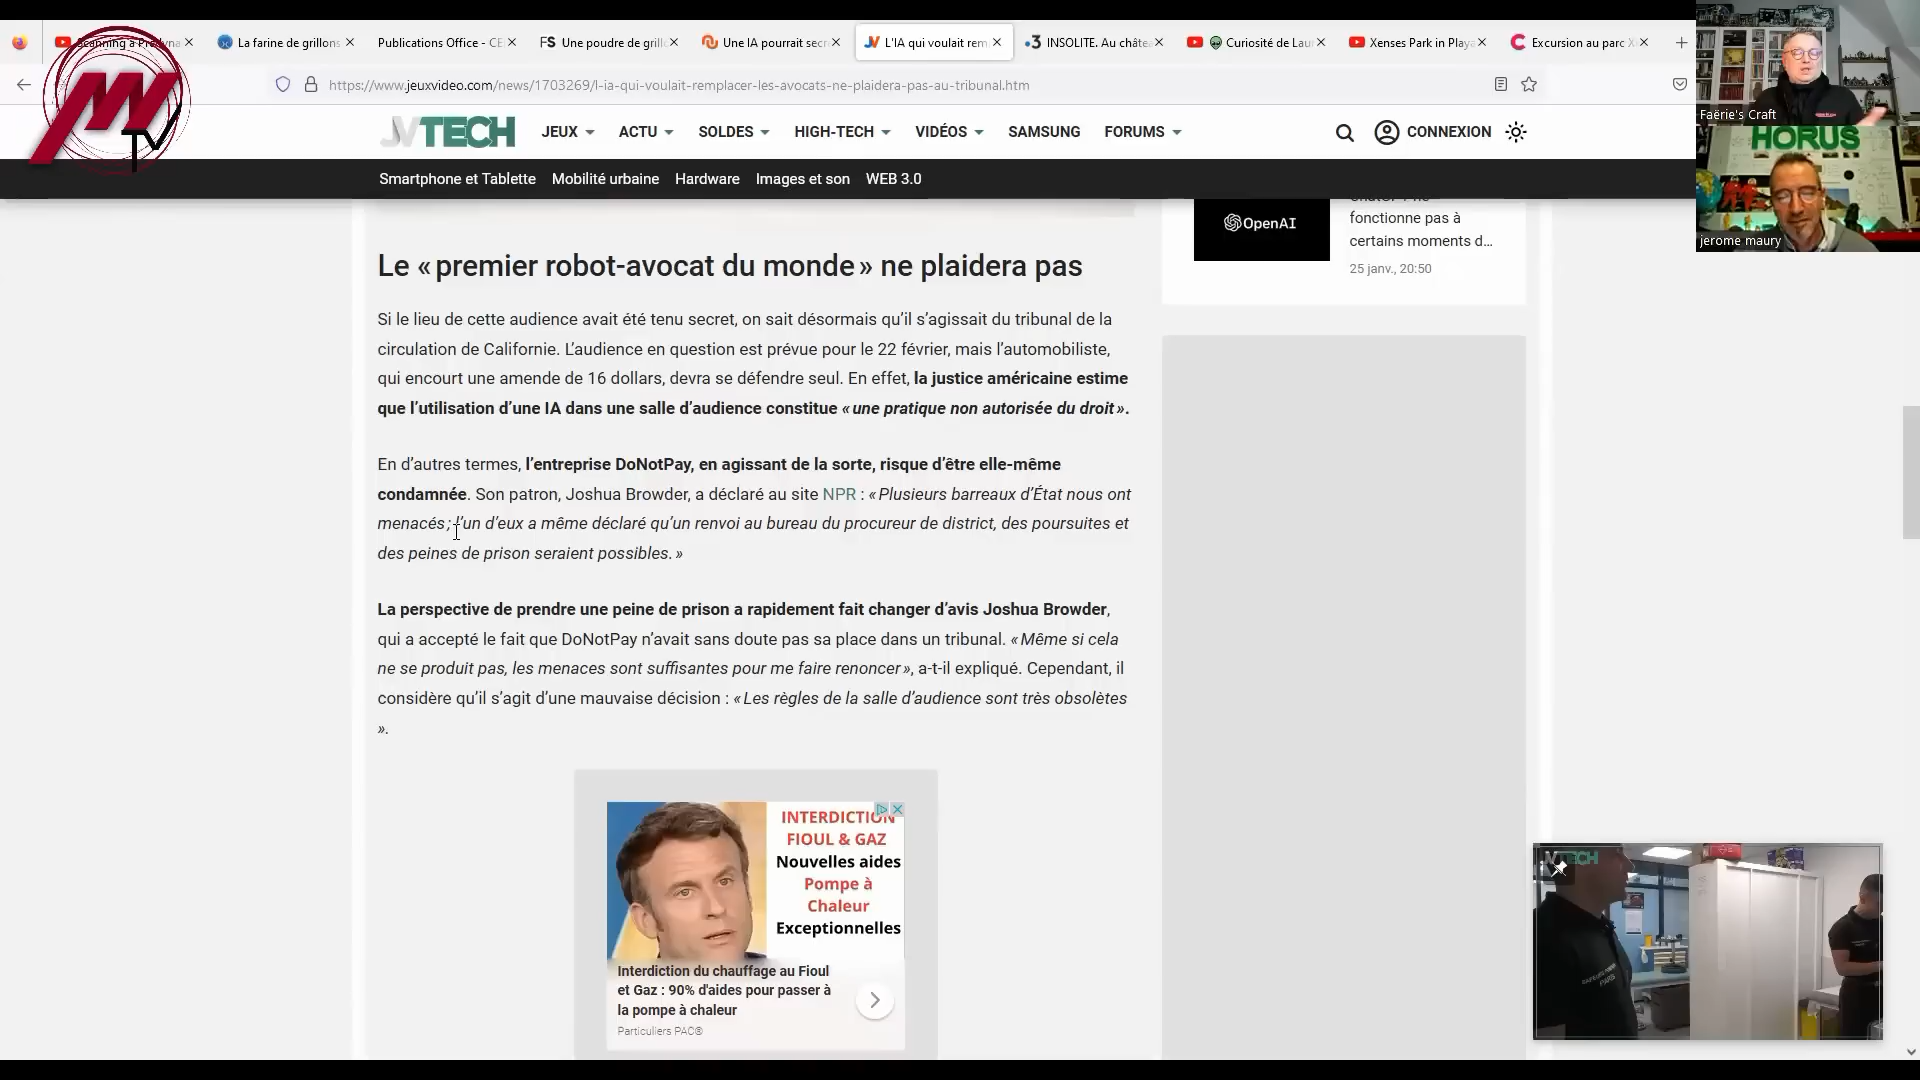 Scanning à Pra
La farine de grillons
Publications Office - CE
FS Une poudre de grill
Une IA pourrait secr
L'IA qui voulait rem
.3 INSOLITE. Au châte
Curiosité de Lau
Xenses Park in Playa
Excursion au parc X
https://www.jeuxvideo.com/news/1703269/l-ia-qui-voulait-remplacer-les-avocats-ne-plaidera-pas-au-tribunal.htm
MTV
JVTECH
JEUX
ACTU
SOLDES
HIGH-TECH
VIDÉOS
SAMSUNG
FORUMS
CONNEXION
Smartphone et Tablette
Mobilité urbaine
Hardware
Images et son
WEB 3.0
Faërie's Craft
HORUS
jerome maury
OpenAI
fonctionne pas à
certains moments d...
25 janv., 20:50
Le « premier robot-avocat du monde » ne plaidera pas
Si le lieu de cette audience avait été tenu secret, on sait désormais qu’il s’agissait du tribunal de la
circulation de Californie. L’audience en question est prévue pour le 22 février, mais l’automobiliste,
qui encourt une amende de 16 dollars, devra se défendre seul. En effet, la justice américaine estime
que l’utilisation d’une IA dans une salle d’audience constitue « une pratique non autorisée du droit ».
En d’autres termes, l’entreprise DoNotPay, en agissant de la sorte, risque d’être elle-même
condamnée. Son patron, Joshua Browder, a déclaré au site NPR : « Plusieurs barreaux d’État nous ont
menacés ; l’un d’eux a même déclaré qu’un renvoi au bureau du procureur de district, des poursuites et
des peines de prison seraient possibles. »
La perspective de prendre une peine de prison a rapidement fait changer d’avis Joshua Browder,
qui a accepté le fait que DoNotPay n’avait sans doute pas sa place dans un tribunal. « Même si cela
ne se produit pas, les menaces sont suffisantes pour me faire renoncer », a-t-il expliqué. Cependant, il
considère qu’il s’agit d’une mauvaise décision : « Les règles de la salle d’audience sont très obsolètes
».
INTERDICTION
FIOUL & GAZ
Nouvelles aides
Pompe à
Chaleur
Exceptionnelles
Interdiction du chauffage au Fioul
et Gaz : 90% d'aides pour passer à
la pompe à chaleur
Particuliers PAC®
JVTECH
PARIS